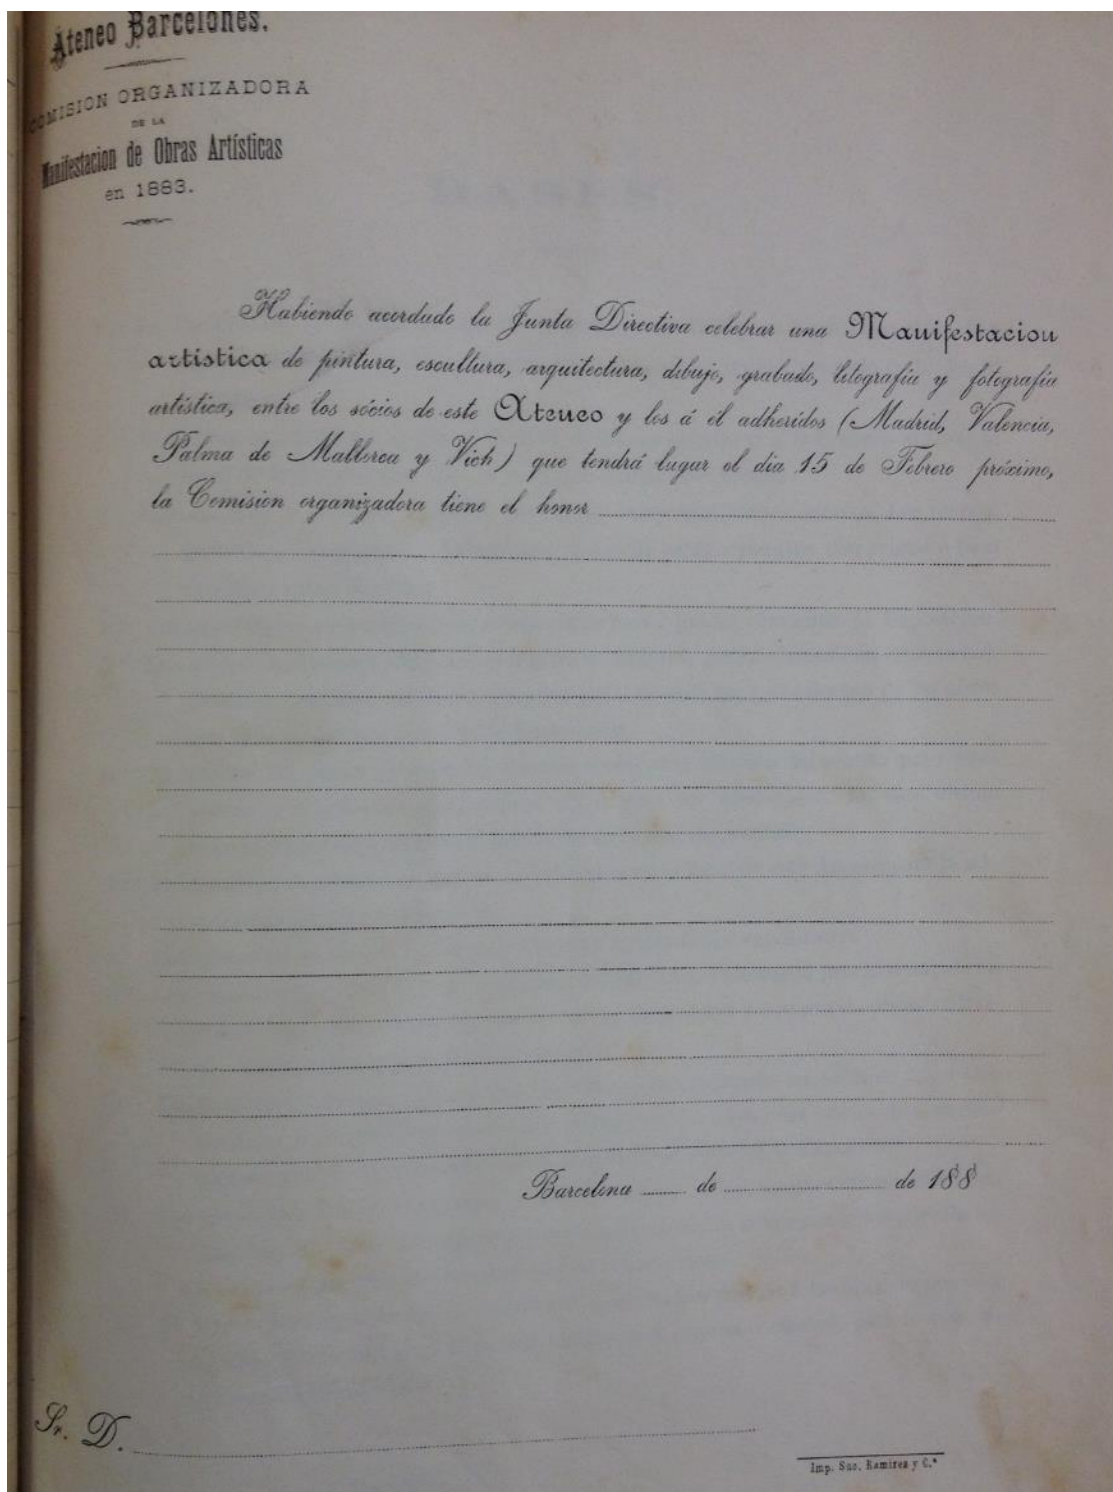 Ateneo Barcelonés.
COMISION ORGANIZADORA
DE LA
Manifestacion de Obras Artísticas
en 1883.
Habiendo acordado la Junta Directiva celebrar una Manifestacion
artística de pintura, escultura, arquitectura, dibujo, grabado, litografía y fotografía
artística, entre los sócios de este Ateneo y los á él adheridos (Madrid, Valencia,
Palma de Mallorca y Vich) que tendrá lugar el dia 15 de Febrero próximo,
la Comision organizadora tiene el honor
Barcelona de de 188
Sr. D.
Imp. Suc. Ramirez y C.ª